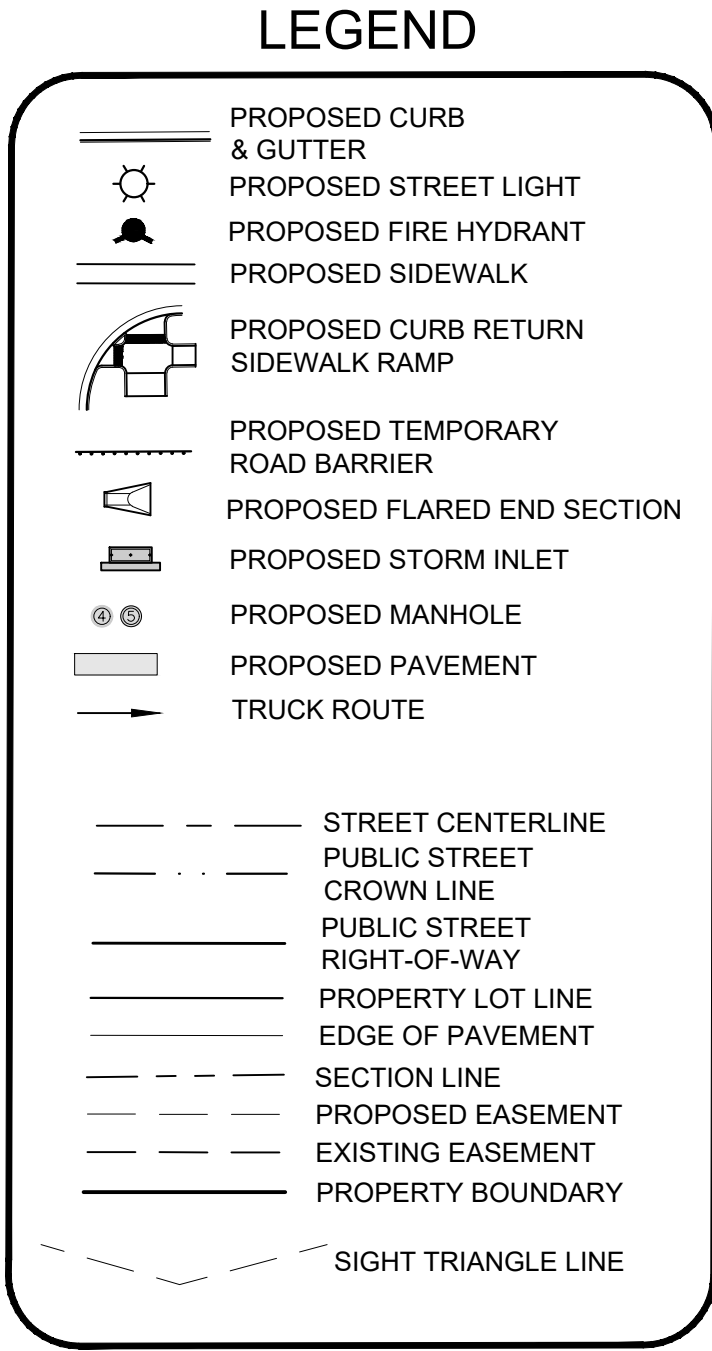 LEGEND
PROPOSED CURB
& GUTTER
PROPOSED STREET LIGHT
PROPOSED FIRE HYDRANT
PROPOSED SIDEWALK
PROPOSED CURB RETURN
SIDEWALK RAMP
PROPOSED TEMPORARY
ROAD BARRIER
PROPOSED FLARED END SECTION
PROPOSED STORM INLET
4 5 PROPOSED MANHOLE
PROPOSED PAVEMENT
TRUCK ROUTE
STREET CENTERLINE
PUBLIC STREET
CROWN LINE
PUBLIC STREET
RIGHT-OF-WAY
PROPERTY LOT LINE
EDGE OF PAVEMENT
SECTION LINE
PROPOSED EASEMENT
EXISTING EASEMENT
PROPERTY BOUNDARY
SIGHT TRIANGLE LINE